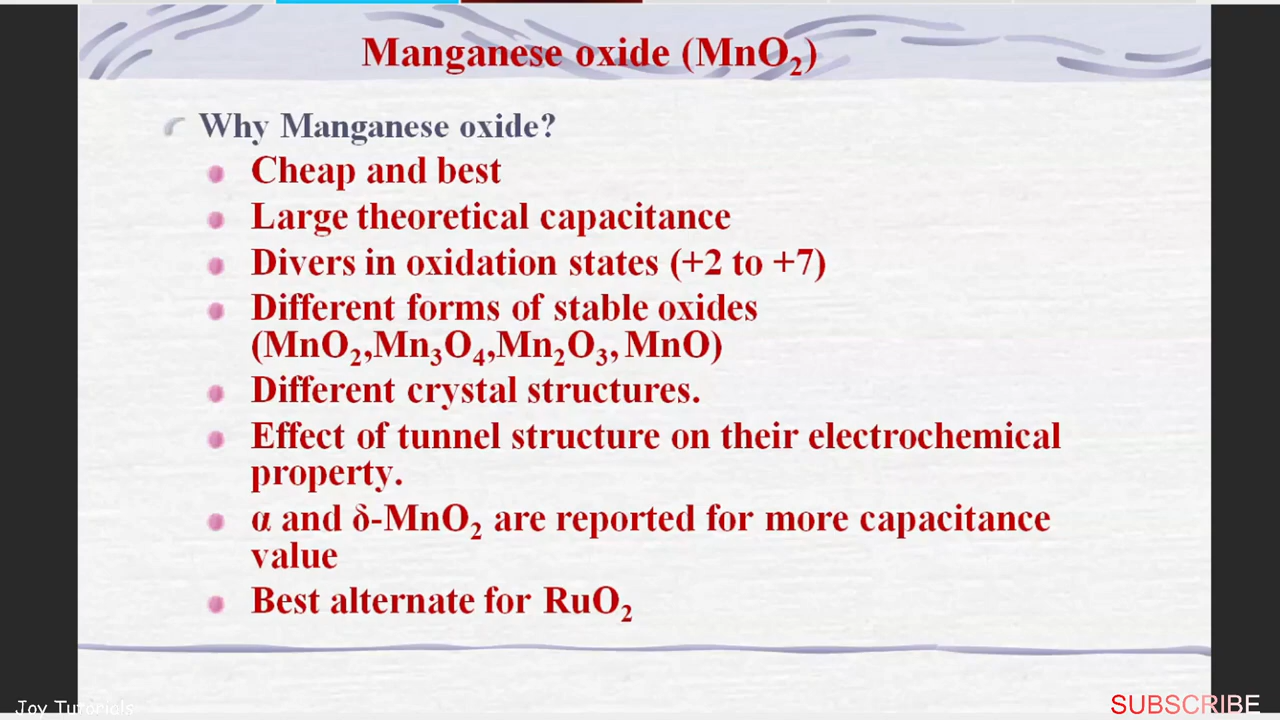 Manganese oxide (MnO₂)
Why Manganese oxide?
Cheap and best
Large theoretical capacitance
Divers in oxidation states (+2 to +7)
Different forms of stable oxides
(MnO₂,Mn₃O₄,Mn₂O₃, MnO)
Different crystal structures.
Effect of tunnel structure on their electrochemical
property.
α and δ-MnO₂ are reported for more capacitance
value
Best alternate for RuO₂
Joy Tutorials
SUBSCRIBE